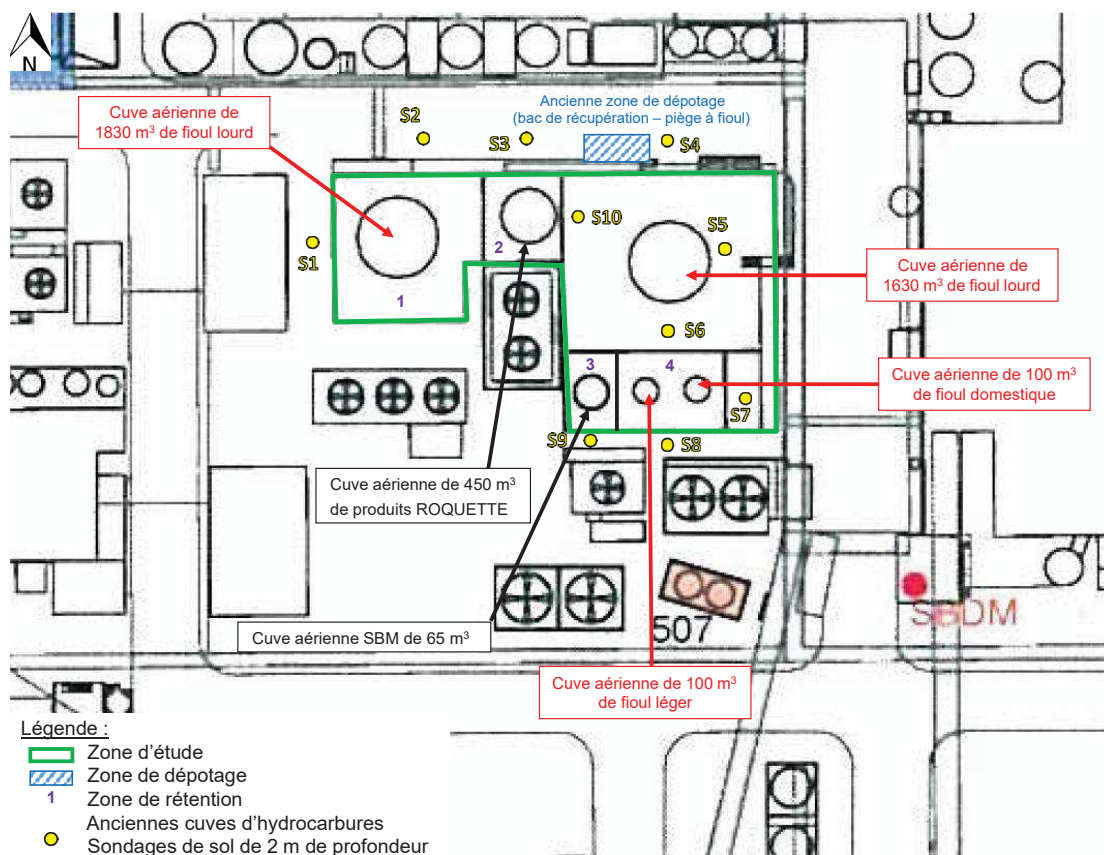 N
Cuve aérienne de
1830 m³ de fioul lourd
S2
S3
Ancienne zone de dépotage
(bac de récupération – piège à fioul)
S4
S1
2
S10
S5
1
Cuve aérienne de
1630 m³ de fioul lourd
S6
3
4
Cuve aérienne de 100 m³
de fioul domestique
S7
S9
S8
Cuve aérienne de 450 m³
de produits ROQUETTE
SBDM
507
Cuve aérienne SBM de 65 m³
Cuve aérienne de 100 m³
de fioul léger
Légende :
Zone d'étude
Zone de dépotage
1
Zone de rétention
Anciennes cuves d'hydrocarbures
Sondages de sol de 2 m de profondeur